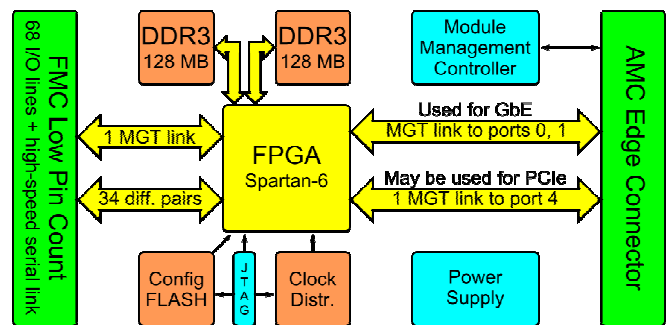 FMC Low Pin Count
68 I/O lines + high-speed serial link
DDR3
128 MB
DDR3
128 MB
Module
Management
Controller
AMC Edge Connector
1 MGT link
34 diff. pairs
FPGA
Spartan-6
Used for GbE
MGT link to ports 0, 1
May be used for PCIe
1 MGT link to port 4
Config
FLASH
JTAG
Clock
Distr.
Power
Supply